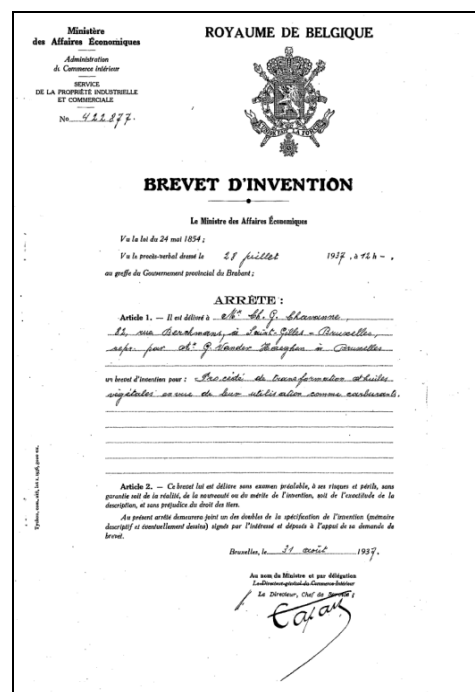 Ministère
des Affaires Économiques
Administration
du Commerce intérieur
SERVICE
DE LA PROPRIÉTÉ INDUSTRIELLE
ET COMMERCIALE
No 422877.
ROYAUME DE BELGIQUE
BREVET D'INVENTION
Le Ministre des Affaires Économiques
Vu la loi du 24 mai 1854 ;
Vu le procès-verbal dressé le 28 juillet 1937, à 12 h - .
au greffe du Gouvernement provincial du Brabant ;
ARRÊTE :
Article 1. — Il est délivré à Mr Ch. G. Chavanne,
82, rue Berchmans, à Saint-Gilles - Bruxelles,
repr. par Mr G. Vander Haeghen à Bruxelles
un brevet d'invention pour : Procédé de transformation d'huiles
végétales en vue de leur utilisation comme carburants.
Article 2. — Ce brevet lui est délivré sans examen préalable, à ses risques et périls, sans
garantie soit de la réalité, de la nouveauté ou du mérite de l'invention, soit de l'exactitude de la
description, et sans préjudice du droit des tiers.
Au présent arrêté demeurera joint un des doubles de la spécification de l'invention (mémoire
descriptif et éventuellement dessins) signés par l'intéressé et déposés à l'appui de sa demande de
brevet.
Bruxelles, le 31 août 1937.
Au nom du Ministre et par délégation
Le Directeur général du Commerce Intérieur
Le Directeur, Chef de Service :